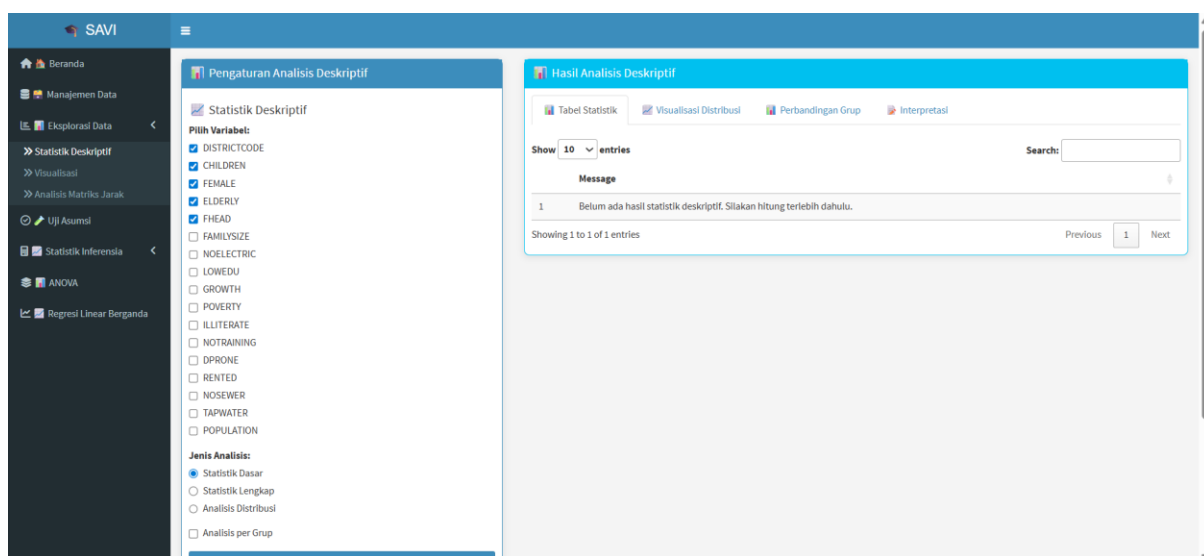 SAVI
Beranda
Manajemen Data
Eksplorasi Data
Statistik Deskriptif
Visualisasi
Analisis Matriks Jarak
Uji Asumsi
Statistik Inferensia
ANOVA
Regresi Linear Berganda
Pengaturan Analisis Deskriptif
Statistik Deskriptif
Pilih Variabel:
DISTRICTCODE
CHILDREN
FEMALE
ELDERLY
FHEAD
FAMILYSIZE
NOELECTRIC
LOWEDU
GROWTH
POVERTY
ILLITERATE
NOTRAINING
DPRONE
RENTED
NOSEWER
TAPWATER
POPULATION
Jenis Analisis:
Statistik Dasar
Statistik Lengkap
Analisis Distribusi
Analisis per Grup
Hasil Analisis Deskriptif
Tabel Statistik Visualisasi Distribusi Perbandingan Grup Interpretasi
Show 10 entries Search:
Message
1 Belum ada hasil statistik deskriptif. Silakan hitung terlebih dahulu.
Showing 1 to 1 of 1 entries Previous 1 Next